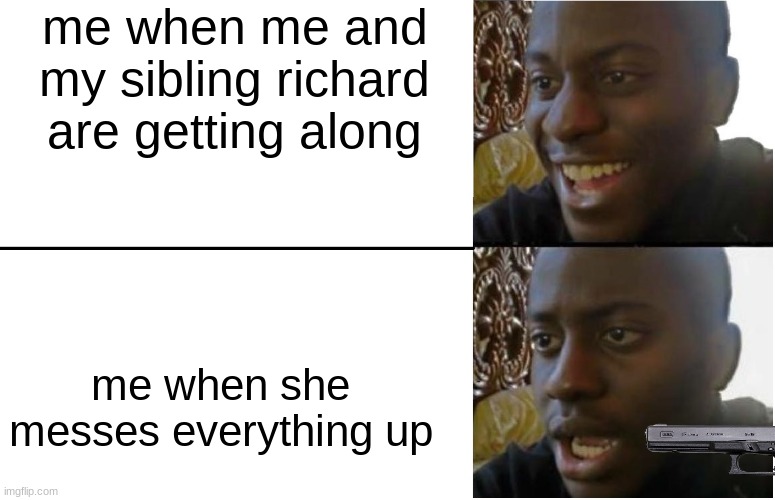 me when me and
my sibling richard
are getting along
me when she
messes everything up
imgflip.com